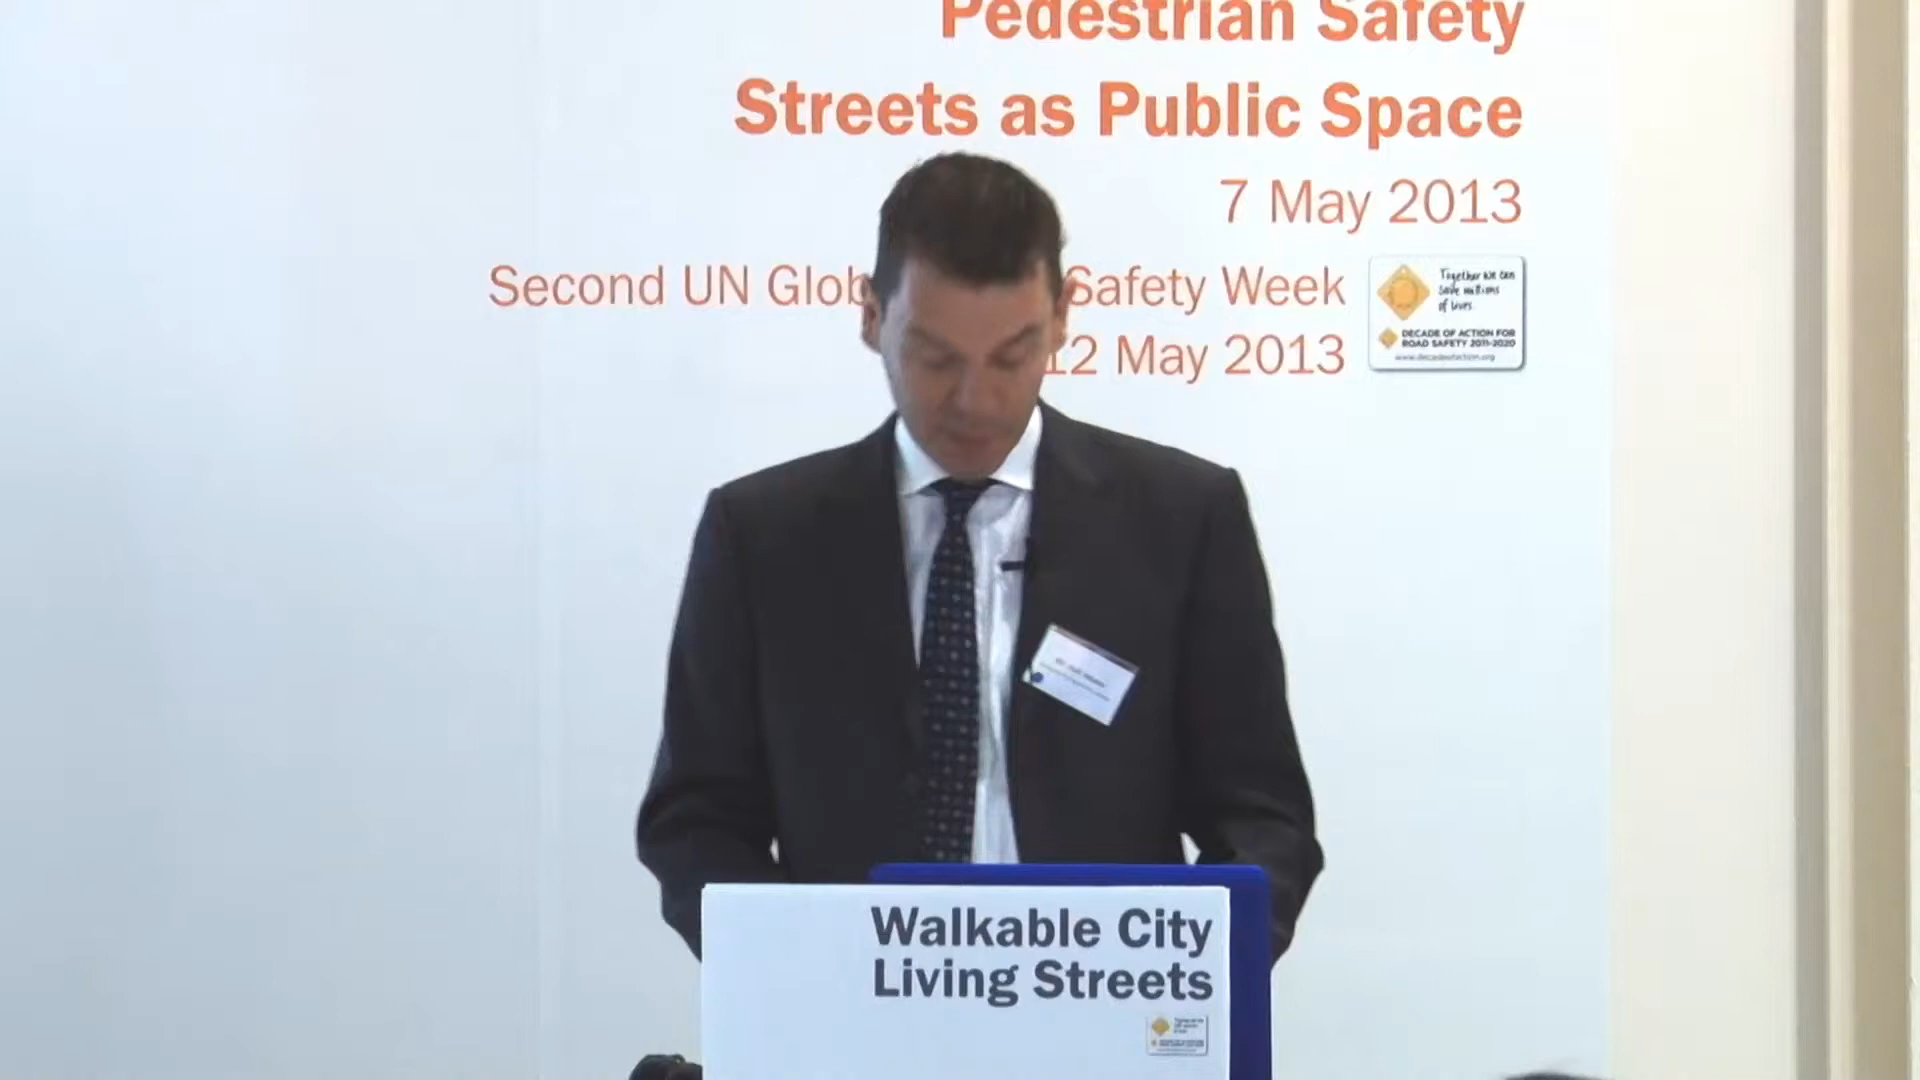 Pedestrian Safety
Streets as Public Space
7 May 2013
Second UN Glob Safety Week
12 May 2013
Together we can
save millions
of lives.
DECADE OF ACTION FOR
ROAD SAFETY 2011-2020
www.decadeofaction.org
Walkable City
Living Streets